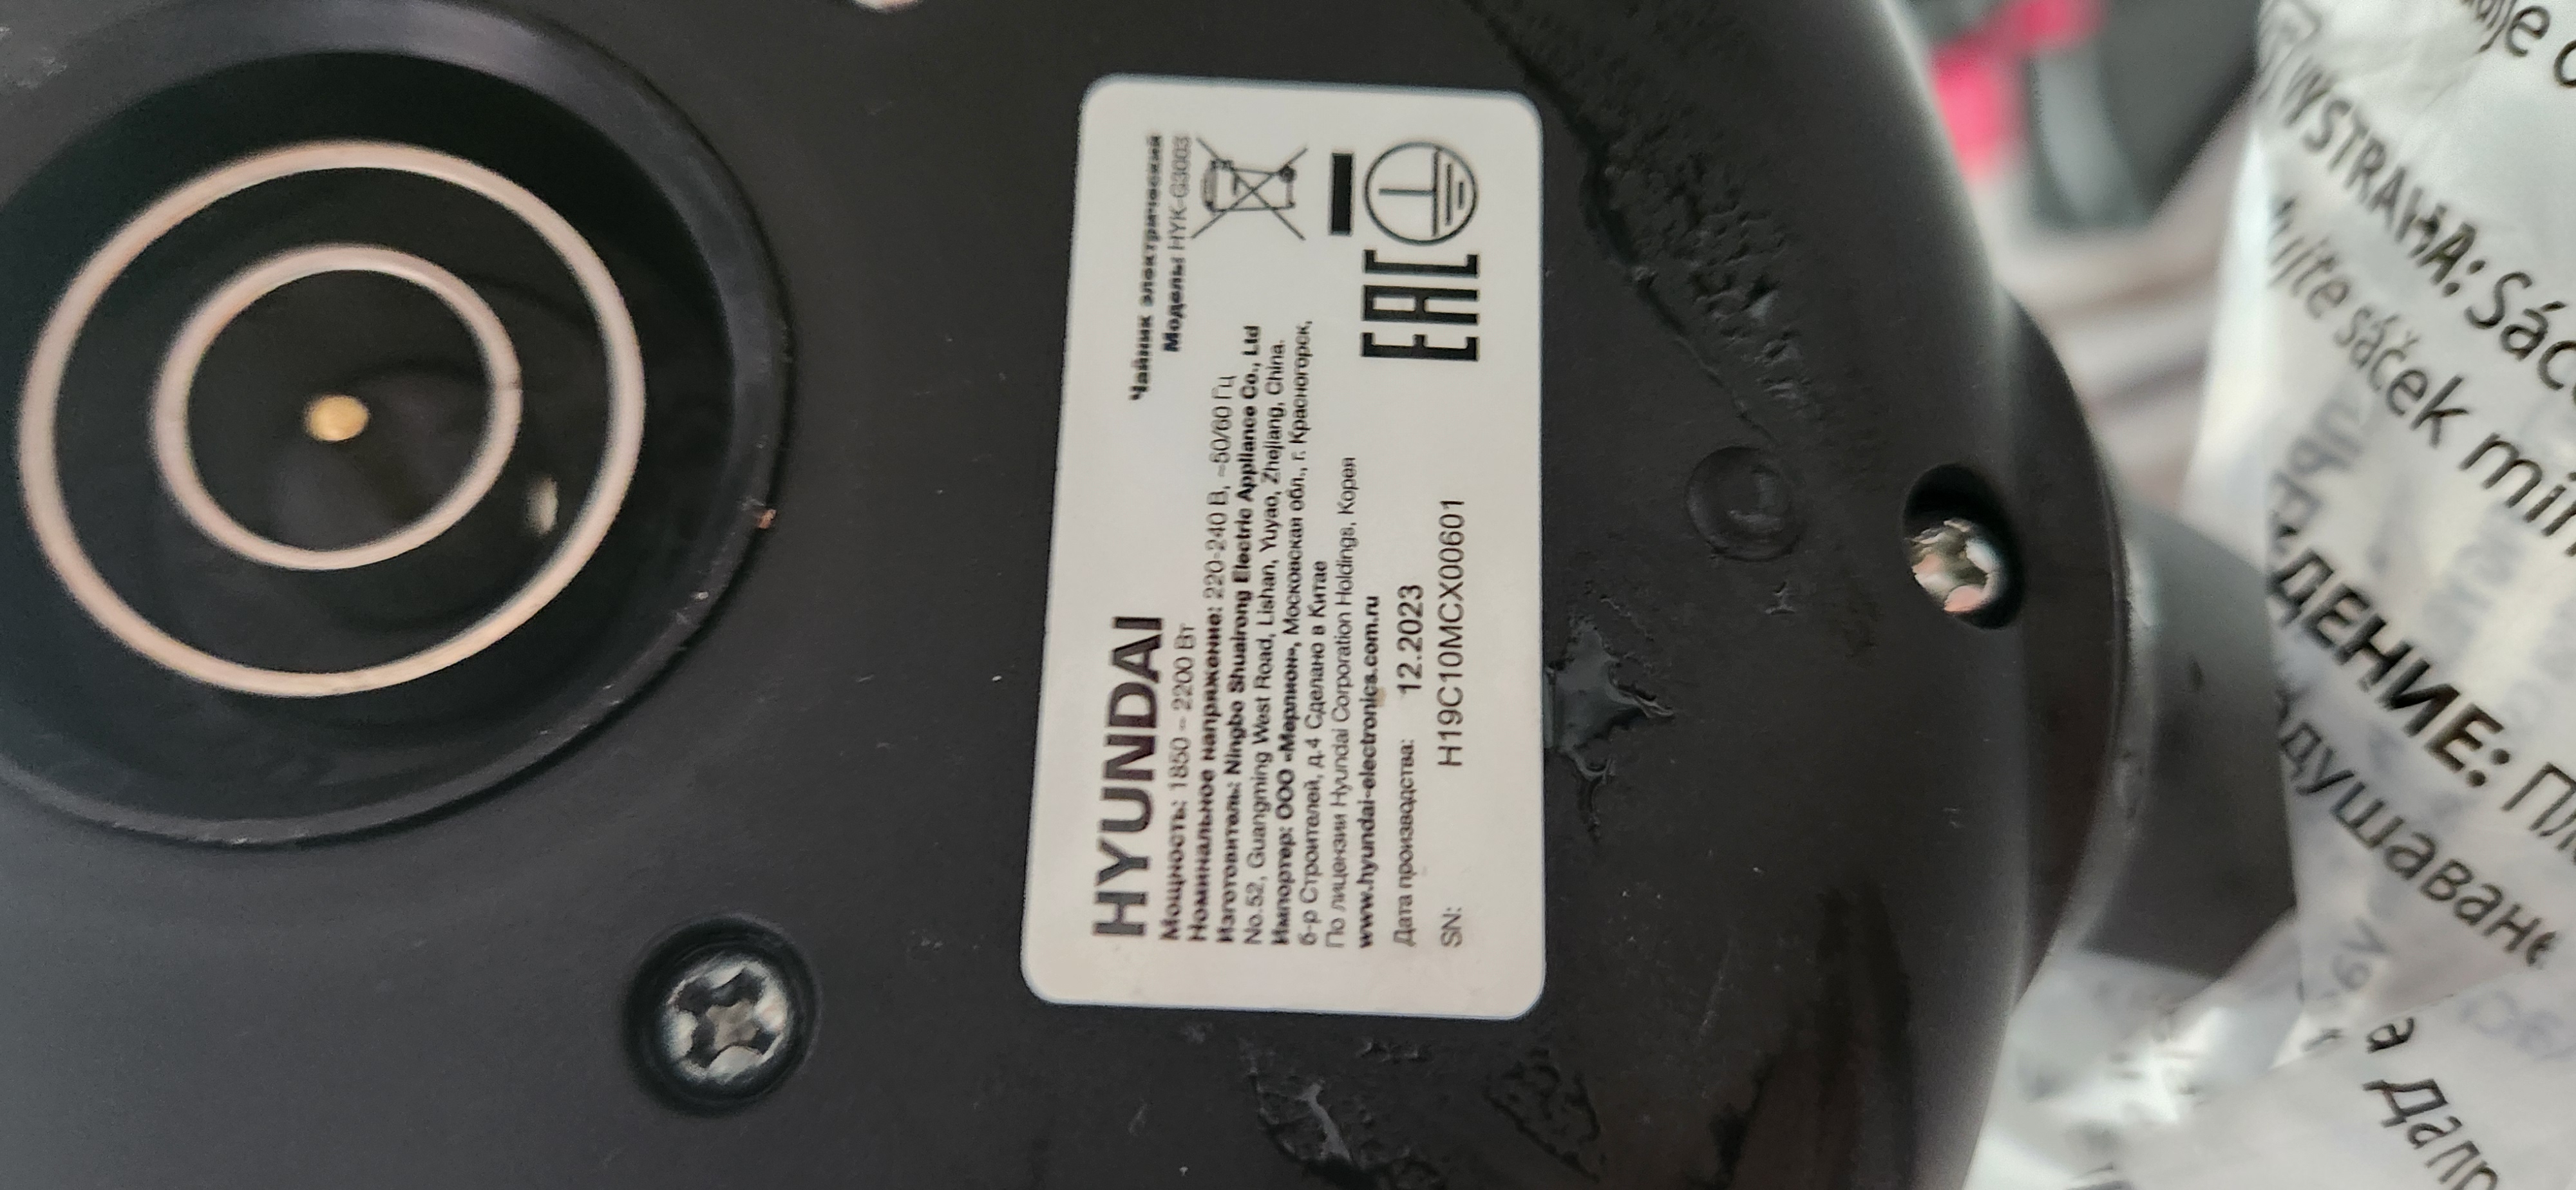 HYUNDAI
Чайник электрический
Модель: HYK-G3003
Мощность: 1850 – 2200 Вт
Номинальное напряжение: 220-240 В, ~50/60 Гц
Изготовитель: Ningbo Shuairong Electric Appliance Co., Ltd
No.52, Guangming West Road, Lishan, Yuyao, Zhejiang, China.
Импортер: ООО «Мерлион», Московская обл., г. Красногорск,
б-р Строителей, д.4 Сделано в Китае
По лицензии Hyundai Corporation Holdings, Корея
www.hyundai-electronics.com.ru
Дата производства: 12.2023
SN: H19C10MCX00601
EAC
VÝSTRAHA: Sáč
ujte sáček
ДЕНИЕ: